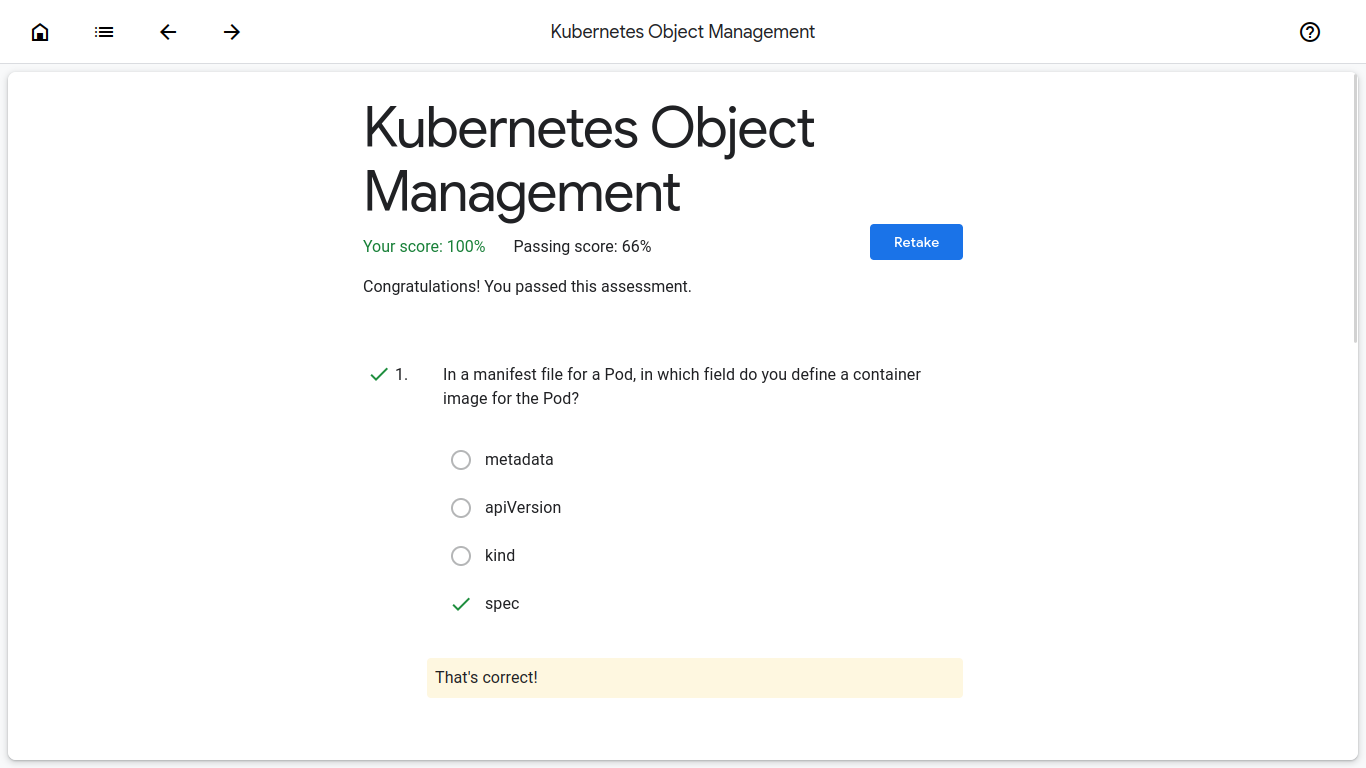 Kubernetes Object Management
Kubernetes Object
Management
Your score: 100% Passing score: 66%
Retake
Congratulations! You passed this assessment.
1. In a manifest file for a Pod, in which field do you define a container
image for the Pod?
metadata
apiVersion
kind
spec
That's correct!